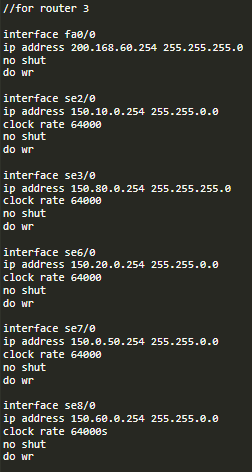 //for router 3
interface fa0/0
ip address 200.168.60.254 255.255.255.0
no shut
do wr
interface se2/0
ip address 150.10.0.254 255.255.0.0
clock rate 64000
no shut
do wr
interface se3/0
ip address 150.80.0.254 255.255.255.0
clock rate 64000
no shut
do wr
interface se6/0
ip address 150.20.0.254 255.255.0.0
clock rate 64000
no shut
do wr
interface se7/0
ip address 150.0.50.254 255.255.0.0
clock rate 64000
no shut
do wr
interface se8/0
ip address 150.60.0.254 255.255.0.0
clock rate 64000s
no shut
do wr